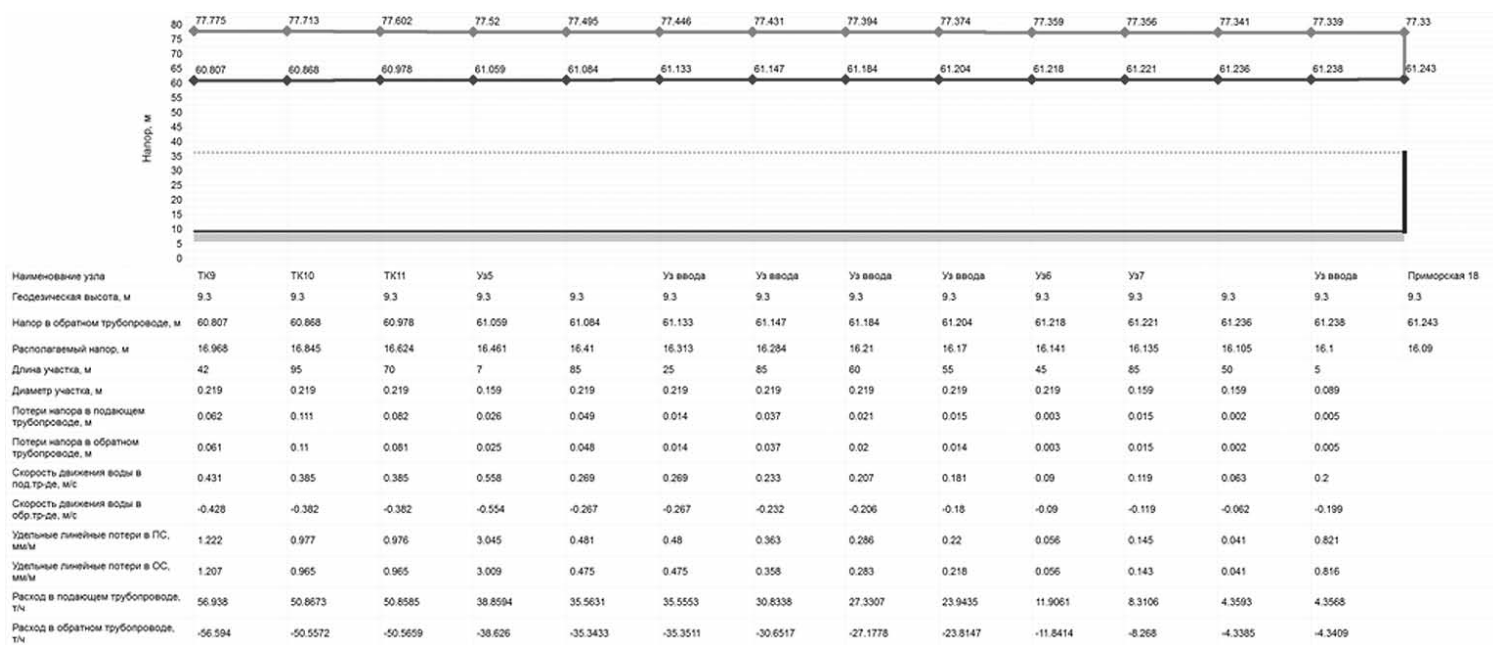 77.775 77.713 77.602 77.52 77.495 77.446 77.431 77.394 77.374 77.359 77.356 77.341 77.339 77.33
60.807 60.868 60.978 61.059 61.084 61.133 61.147 61.184 61.204 61.218 61.221 61.236 61.238 61.243
Напор, м
80
75
70
65
60
55
50
45
40
35
30
25
20
15
10
5
0
Наименование узла ТК9 ТК10 ТК11 Уз5 Уз ввода Уз ввода Уз ввода Уз ввода Уз6 Уз7 Уз ввода Приморская 18
Геодезическая высота, м 9.3 9.3 9.3 9.3 9.3 9.3 9.3 9.3 9.3 9.3 9.3 9.3 9.3 9.3
Напор в обратном трубопроводе, м 60.807 60.868 60.978 61.059 61.084 61.133 61.147 61.184 61.204 61.218 61.221 61.236 61.238 61.243
Располагаемый напор, м 16.968 16.845 16.624 16.461 16.41 16.313 16.284 16.21 16.17 16.141 16.135 16.105 16.1 16.09
Длина участка, м 42 95 70 7 85 25 85 60 55 45 85 50 5
Диаметр участка, м 0.219 0.219 0.219 0.159 0.219 0.219 0.219 0.219 0.219 0.219 0.159 0.159 0.089
Потери напора в подающем
трубопроводе, м 0.062 0.111 0.082 0.026 0.049 0.014 0.037 0.021 0.015 0.003 0.015 0.002 0.005
Потери напора в обратном
трубопроводе, м 0.061 0.11 0.081 0.025 0.048 0.014 0.037 0.02 0.014 0.003 0.015 0.002 0.005
Скорость движения воды в
под.тр-де, м/с 0.431 0.385 0.385 0.558 0.269 0.269 0.233 0.207 0.181 0.09 0.119 0.063 0.2
Скорость движения воды в
обр.тр-де, м/с -0.428 -0.382 -0.382 -0.554 -0.267 -0.267 -0.232 -0.206 -0.18 -0.09 -0.119 -0.062 -0.199
Удельные линейные потери в ПС,
мм/м 1.222 0.977 0.976 3.045 0.481 0.48 0.363 0.286 0.22 0.056 0.145 0.041 0.821
Удельные линейные потери в ОС,
мм/м 1.207 0.965 0.965 3.009 0.475 0.475 0.358 0.283 0.218 0.056 0.143 0.041 0.816
Расход в подающем трубопроводе,
т/ч 56.938 50.8673 50.8585 38.8594 35.5631 35.5553 30.8338 27.3307 23.9435 11.9061 8.3106 4.3593 4.3568
Расход в обратном трубопроводе,
т/ч -56.594 -50.5572 -50.5659 -38.626 -35.3433 -35.3511 -30.6517 -27.1778 -23.8147 -11.8414 -8.268 -4.3385 -4.3409